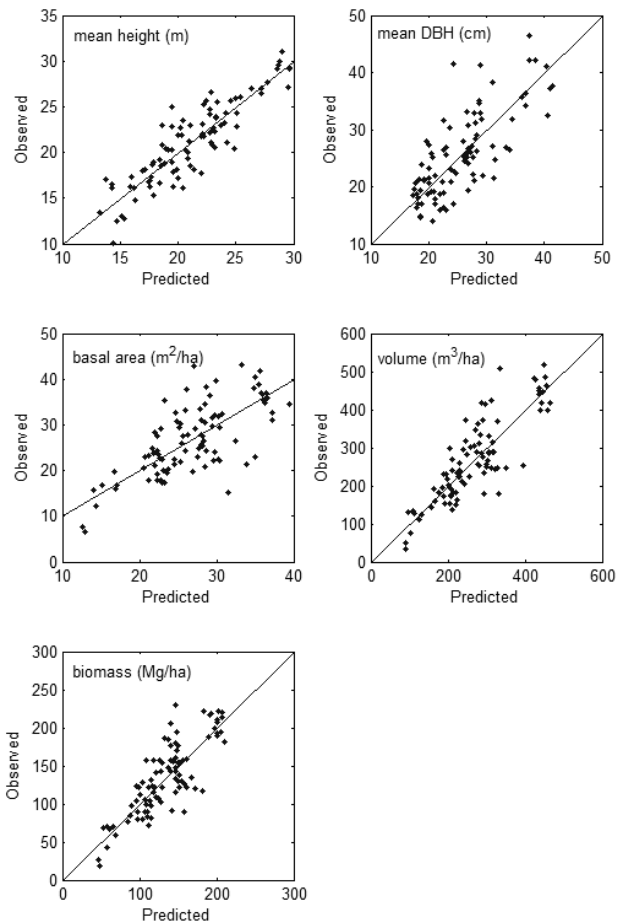 mean height (m)
35
30
25
20
15
10
Observed
10 15 20 25 30
Predicted
mean DBH (cm)
50
40
30
20
10
Observed
10 20 30 40 50
Predicted
basal area (m²/ha)
50
40
30
20
10
0
Observed
10 20 30 40
Predicted
volume (m³/ha)
600
500
400
300
200
100
0
Observed
0 200 400 600
Predicted
biomass (Mg/ha)
300
250
200
150
100
50
0
Observed
0 100 200 300
Predicted